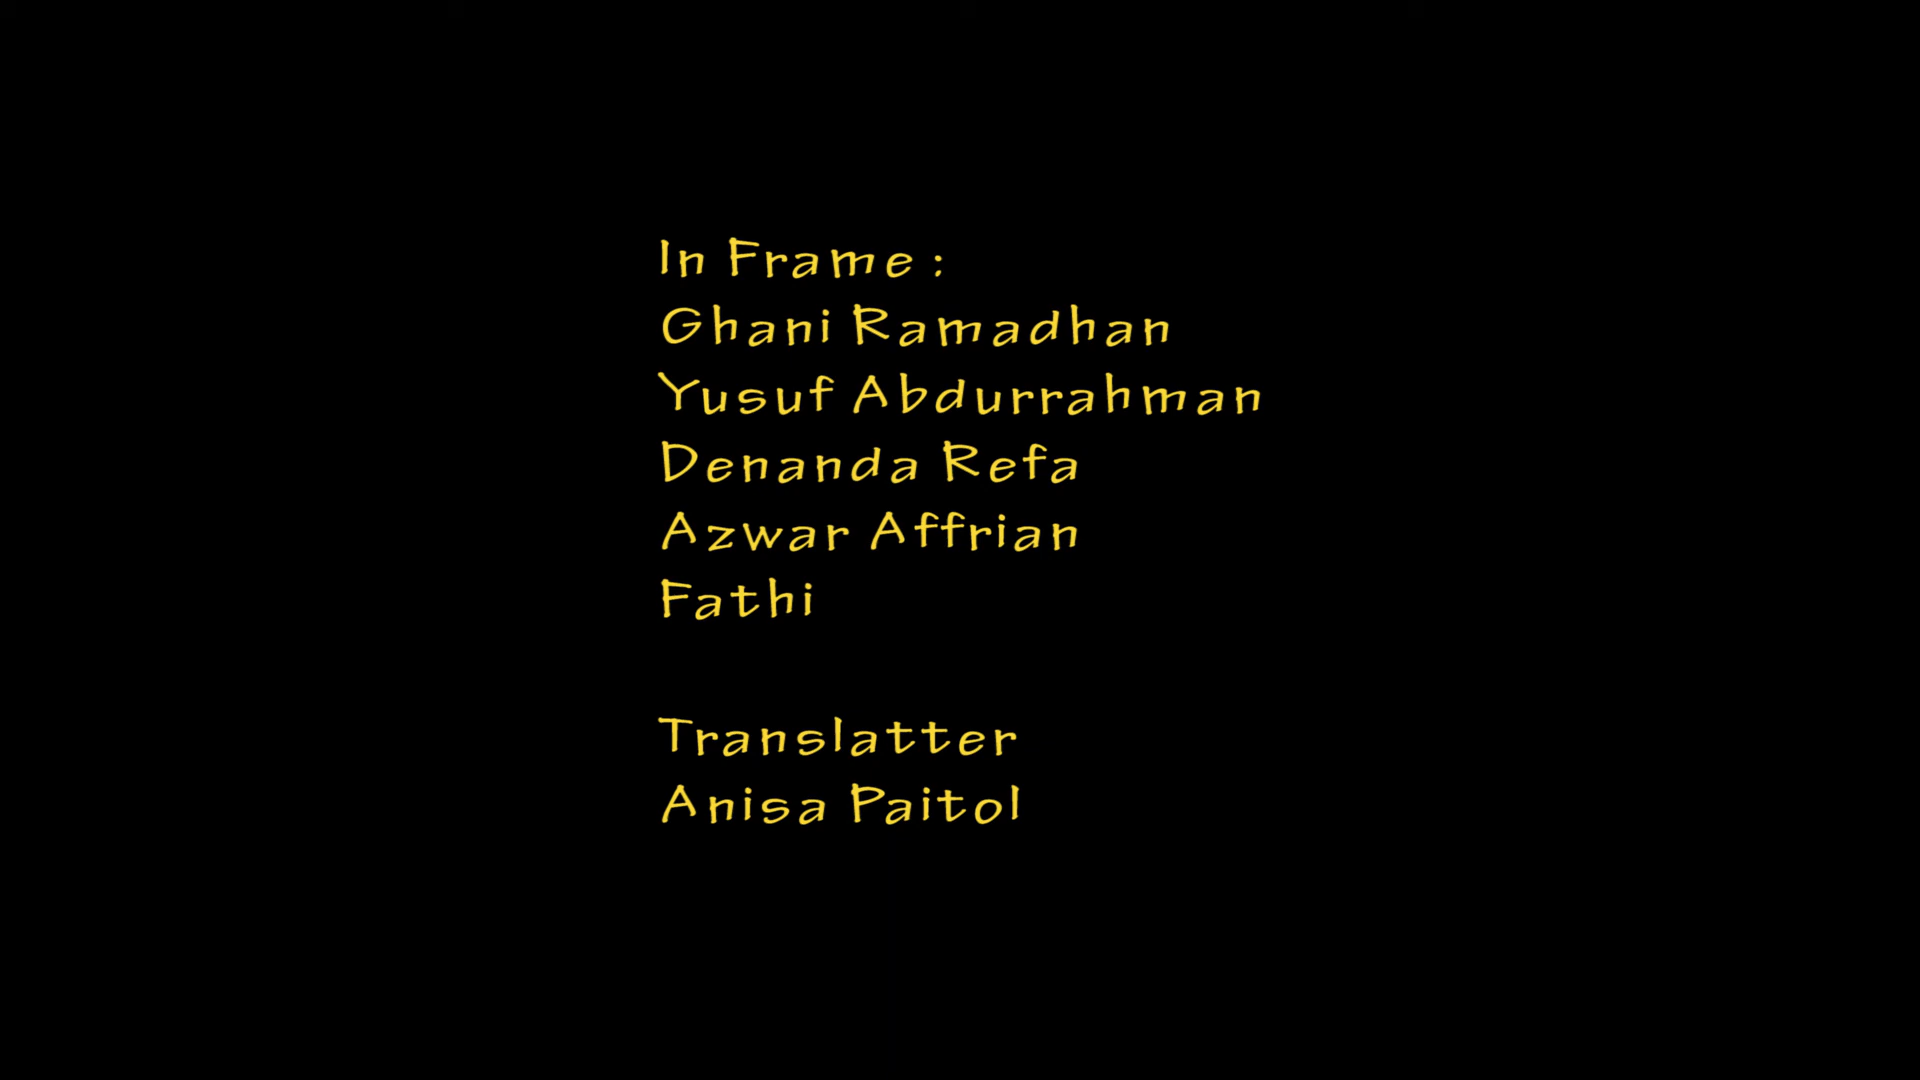 In Frame :
Ghani Ramadhan
Yusuf Abdurrahman
Denanda Refa
Azwar Affrian
Fathi
Translatter
Anisa Paitol